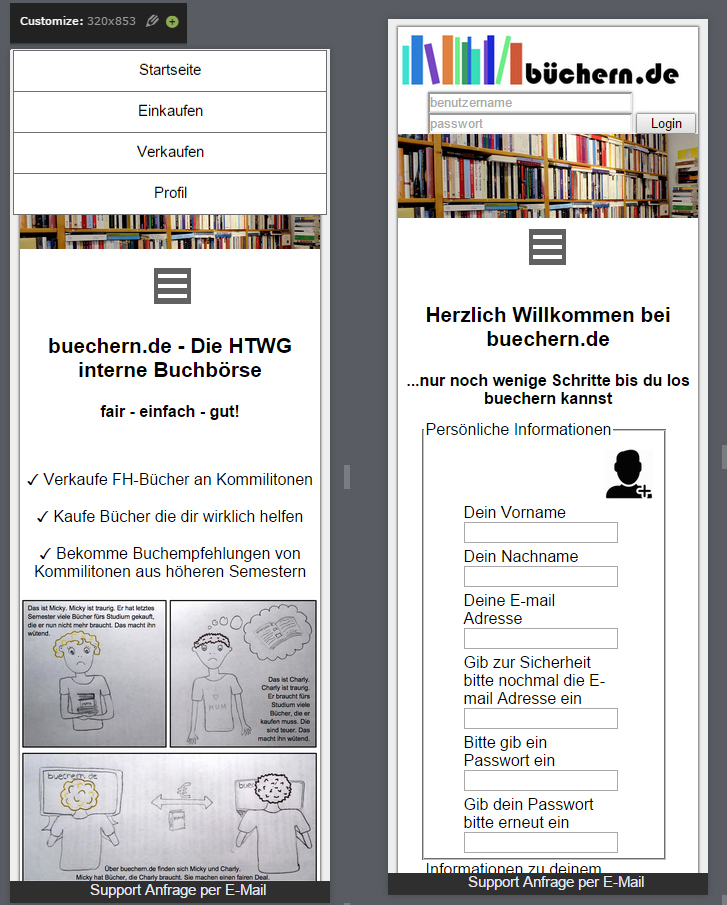 Customize: 320x853
Startseite
Einkaufen
Verkaufen
Profil
buechern.de - Die HTWG
interne Buchbörse
fair - einfach - gut!
✓ Verkaufe FH-Bücher an Kommilitonen
✓ Kaufe Bücher die dir wirklich helfen
✓ Bekomme Buchempfehlungen von
Kommilitonen aus höheren Semestern
Das ist Micky. Micky ist traurig. Er hat letztes
Semester viele Bücher fürs Studium gekauft,
die er nun nicht mehr braucht. Das macht ihn
wütend.
Das ist Charly.
Charly ist traurig.
Er braucht fürs
Studium viele
Bücher, die er
kaufen muss. Die
sind teuer. Das
macht ihn wütend.
I ♡
MUM
buechern.de
€
buec
Über buechern.de finden sich Micky und Charly.
Micky hat Bücher, die Charly braucht. Sie machen einen fairen Deal.
Support Anfrage per E-Mail
büchern.de
benutzername
passwort
Login
Herzlich Willkommen bei
buechern.de
...nur noch wenige Schritte bis du los
buechern kannst
Persönliche Informationen
Dein Vorname
Dein Nachname
Deine E-mail
Adresse
Gib zur Sicherheit
bitte nochmal die E-
mail Adresse ein
Bitte gib ein
Passwort ein
Gib dein Passwort
bitte erneut ein
Informationen zu deinem
Support Anfrage per E-Mail